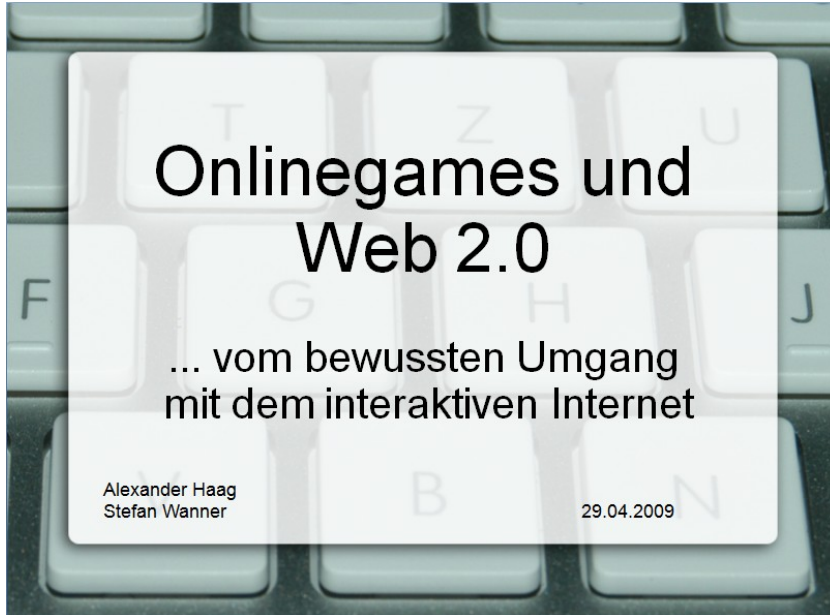 T Z U
Onlinegames und
Web 2.0
F G H J
... vom bewussten Umgang
mit dem interaktiven Internet
Alexander Haag
Stefan Wanner
29.04.2009
V B N